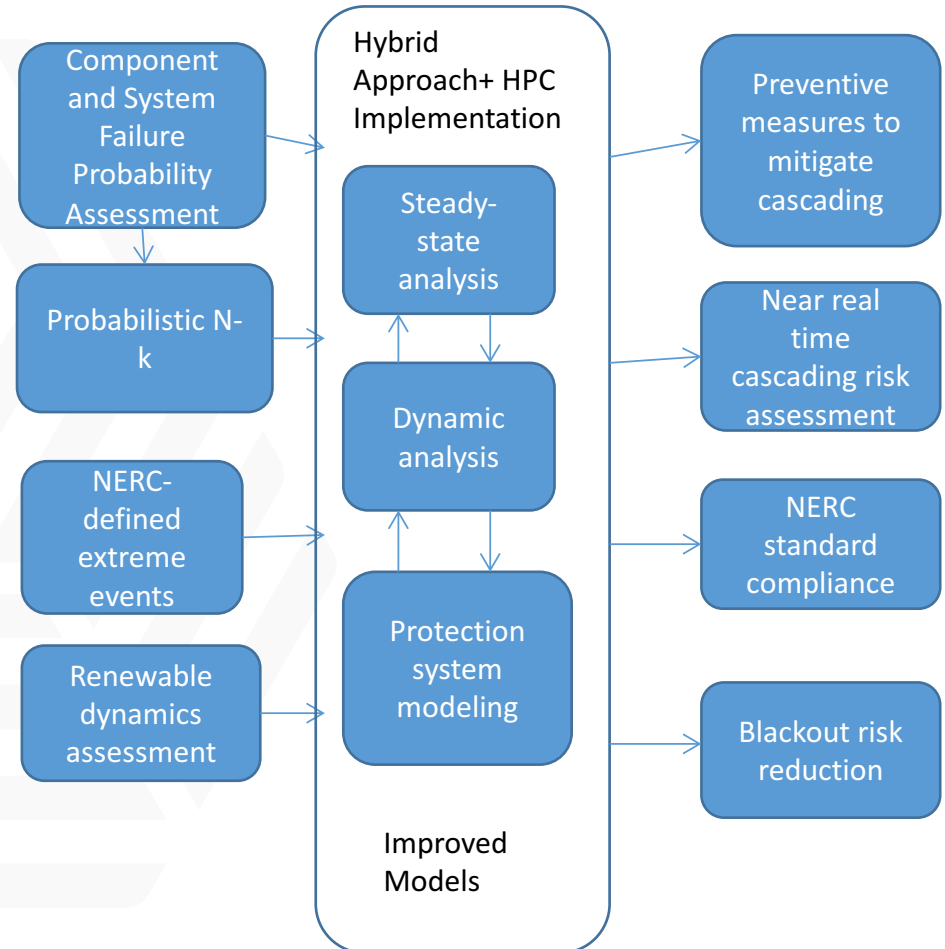 Component
and System
Failure
Probability
Assessment
Probabilistic N-
k
NERC-
defined
extreme
events
Renewable
dynamics
assessment
Hybrid
Approach+ HPC
Implementation
Steady-
state
analysis
Dynamic
analysis
Protection
system
modeling
Improved
Models
Preventive
measures to
mitigate
cascading
Near real
time
cascading risk
assessment
NERC
standard
compliance
Blackout risk
reduction